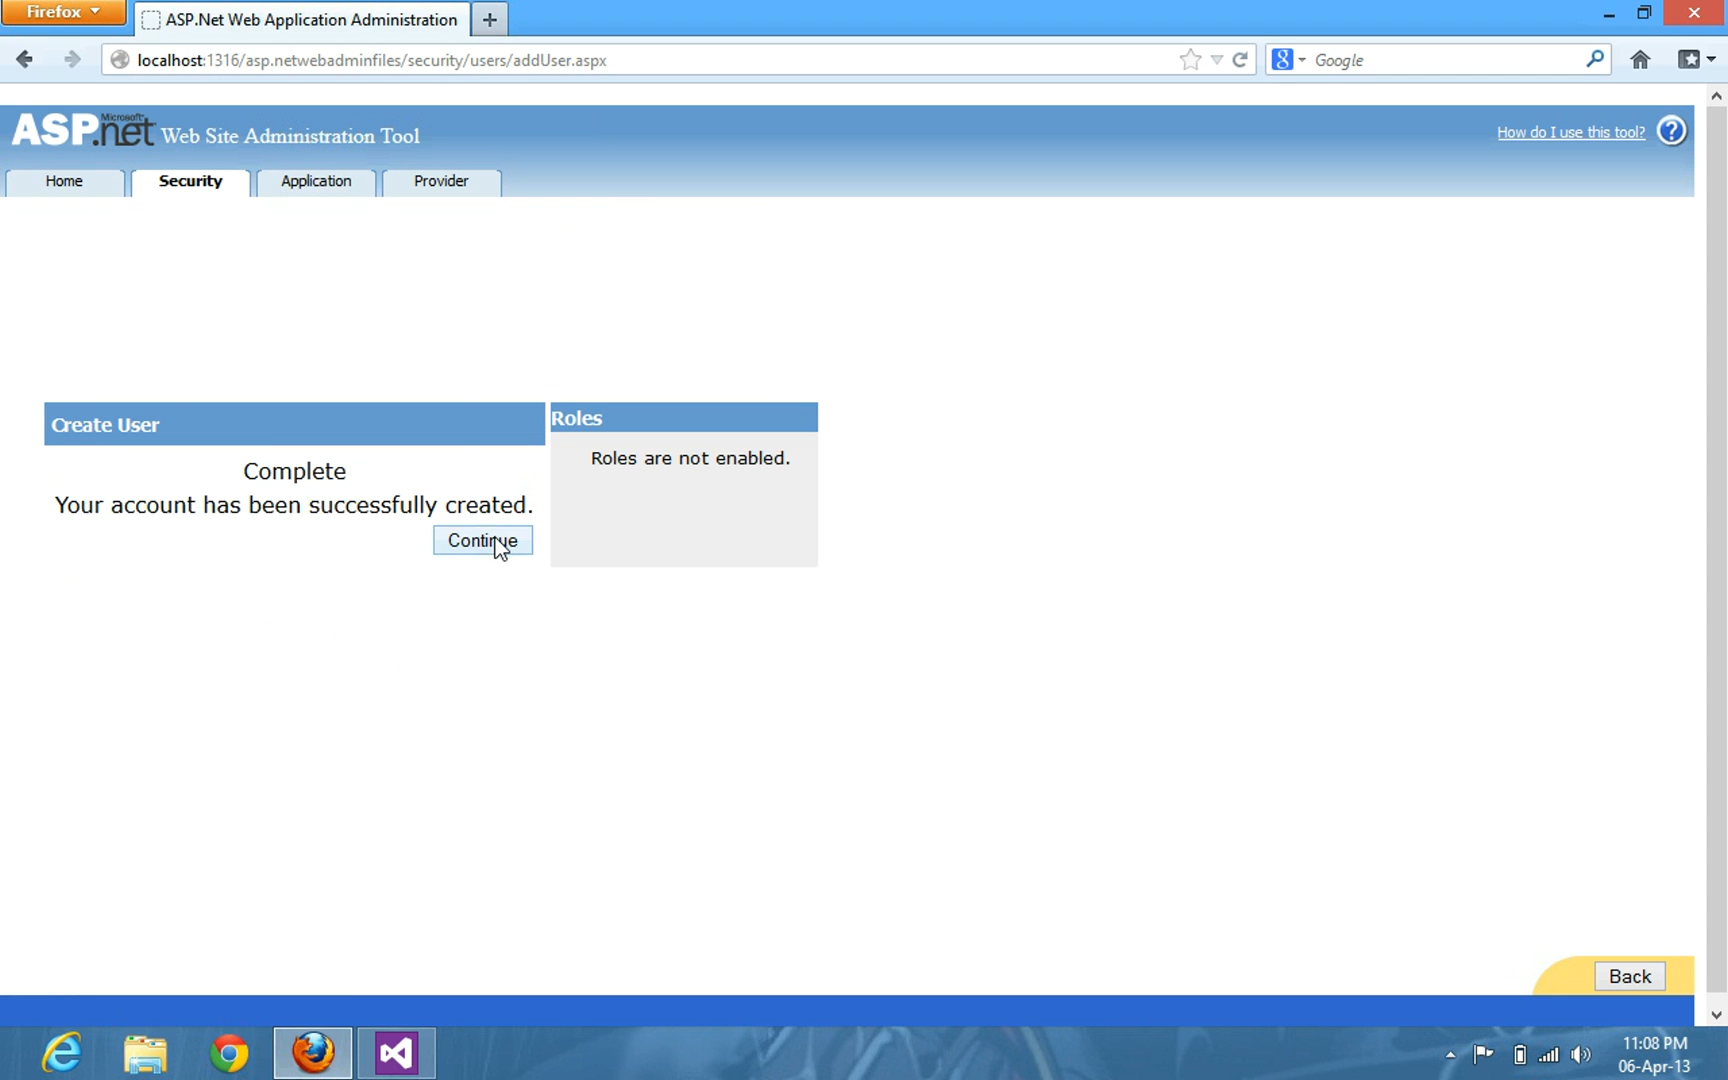 Firefox
ASP.Net Web Application Administration
localhost:1316/asp.netwebadminfiles/security/users/addUser.aspx
Google
Microsoft
ASP.net Web Site Administration Tool
How do I use this tool?
Home
Security
Application
Provider
Create User
Roles
Complete
Roles are not enabled.
Your account has been successfully created.
Continue
Back
11:08 PM
06-Apr-13